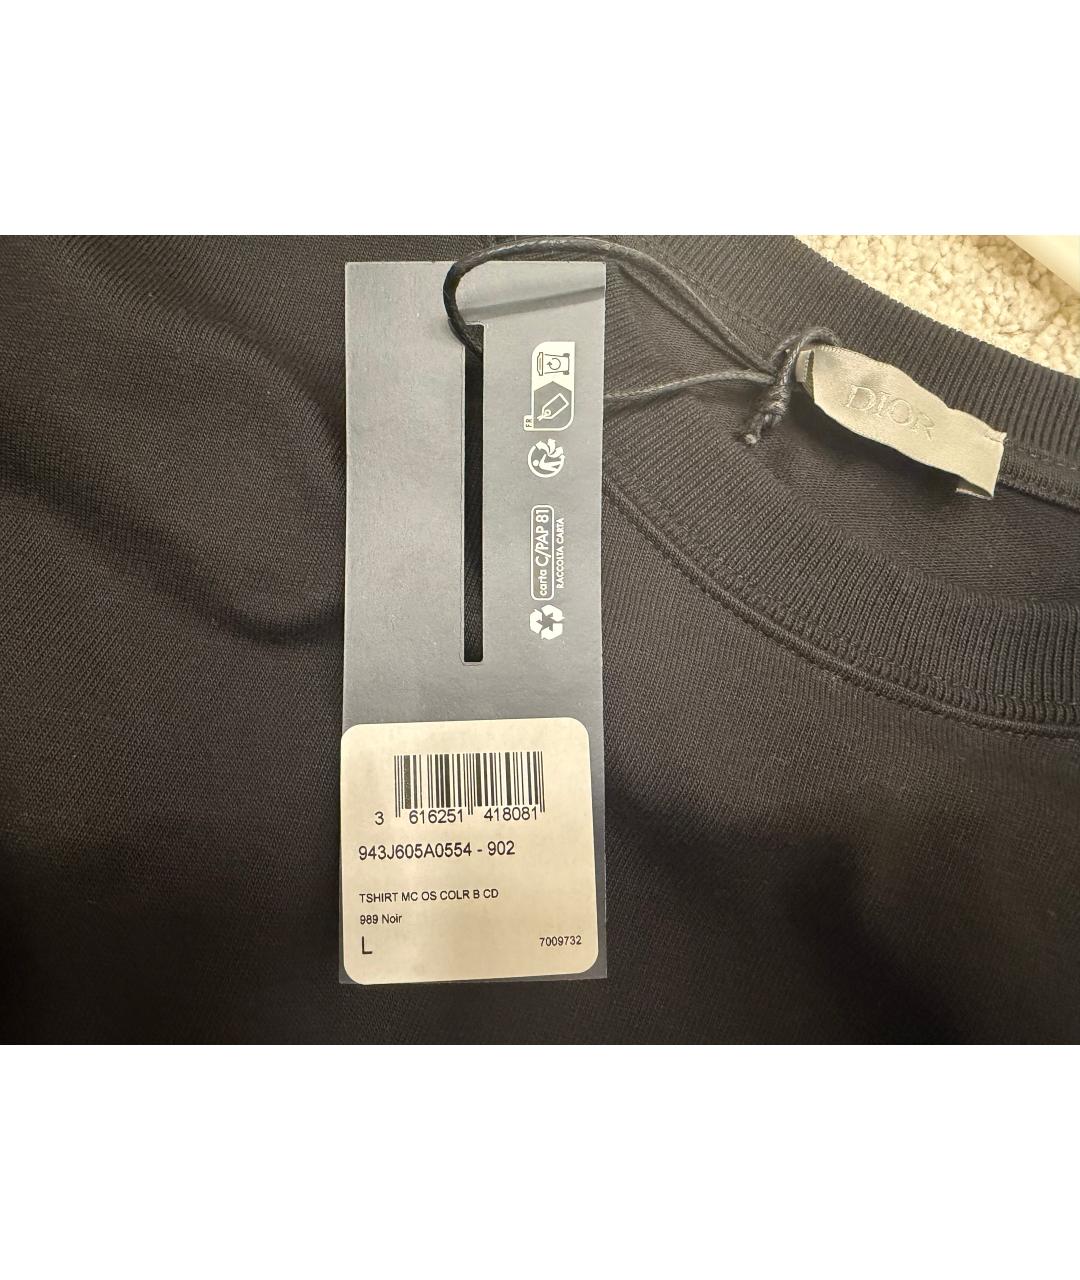 FR
carta C/PAP 81
RACCOLTA CARTA
DIOR
3 616251 418081
943J605A0554 - 902
TSHIRT MC OS COLR B CD
989 Noir
L 7009732